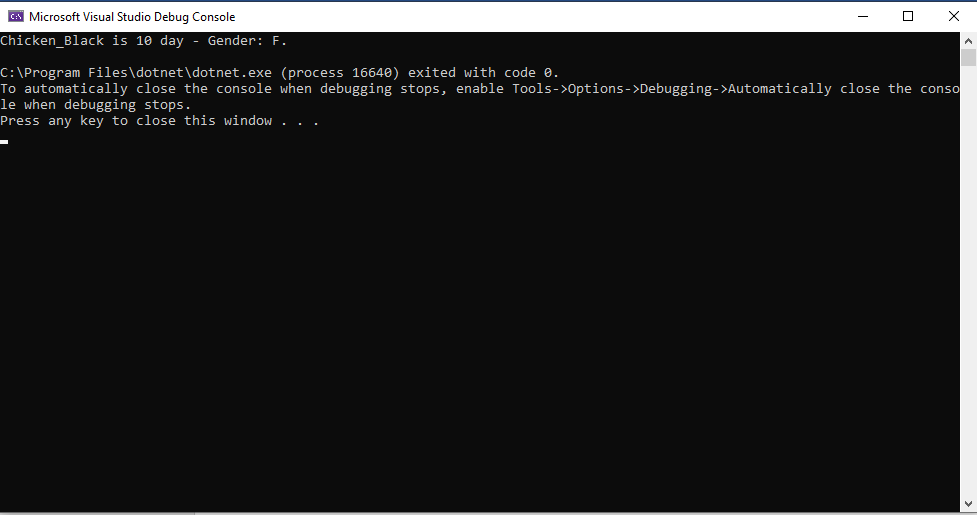 C:\ Microsoft Visual Studio Debug Console
Chicken_Black is 10 day - Gender: F.
C:\Program Files\dotnet\dotnet.exe (process 16640) exited with code 0.
To automatically close the console when debugging stops, enable Tools->Options->Debugging->Automatically close the conso
le when debugging stops.
Press any key to close this window . . .